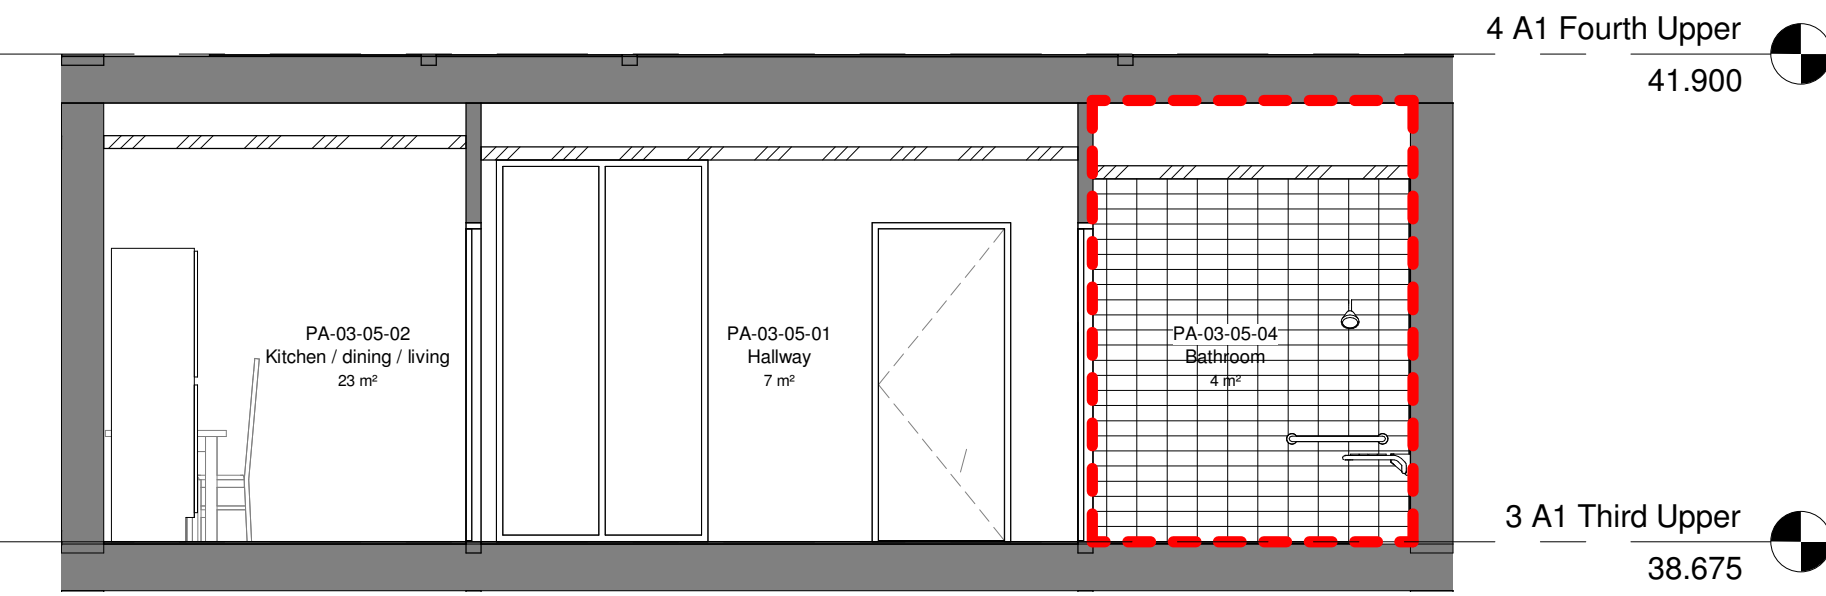 4 A1 Fourth Upper
41.900
PA-03-05-02
Kitchen / dining / living
23 m²
PA-03-05-01
Hallway
7 m²
PA-03-05-04
Bathroom
4 m²
3 A1 Third Upper
38.675